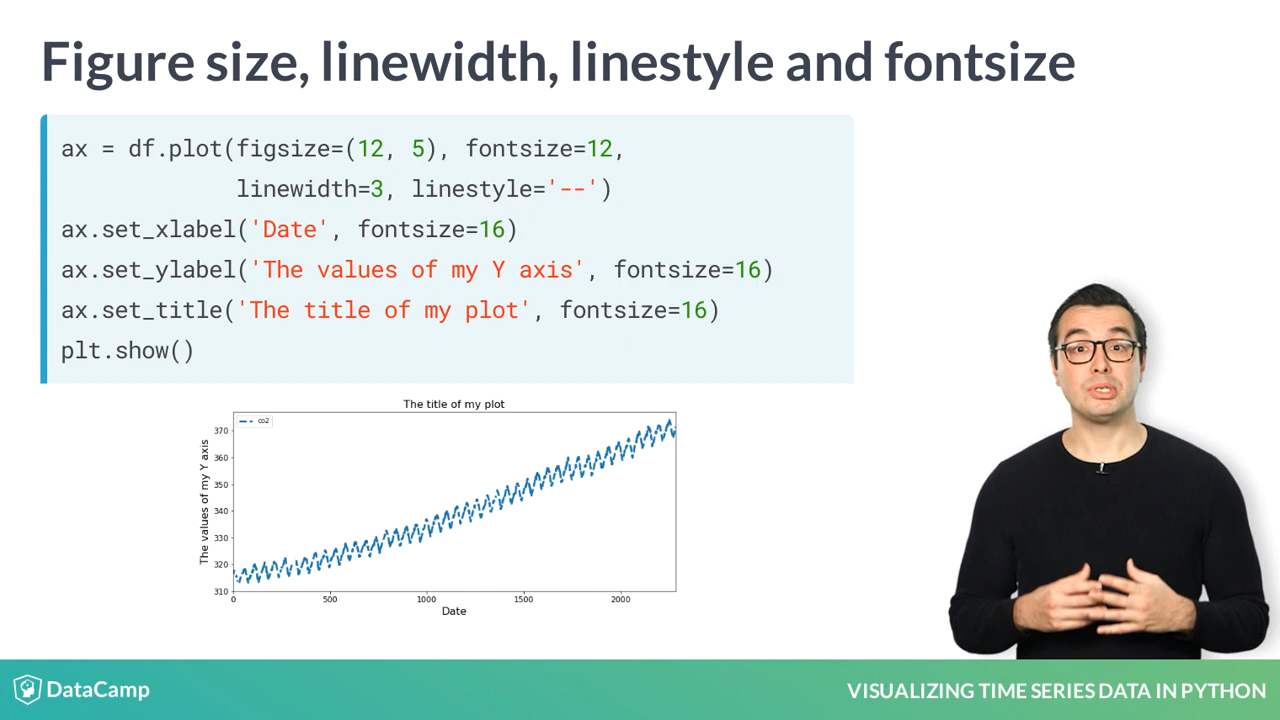 Figure size, linewidth, linestyle and fontsize
ax = df.plot(figsize=(12, 5), fontsize=12,
             linewidth=3, linestyle='--')
ax.set_xlabel('Date', fontsize=16)
ax.set_ylabel('The values of my Y axis', fontsize=16)
ax.set_title('The title of my plot', fontsize=16)
plt.show()
The title of my plot
co2
The values of my Y axis
370
360
350
340
330
320
310
0 500 1000 1500 2000
Date
DataCamp
VISUALIZING TIME SERIES DATA IN PYTHON